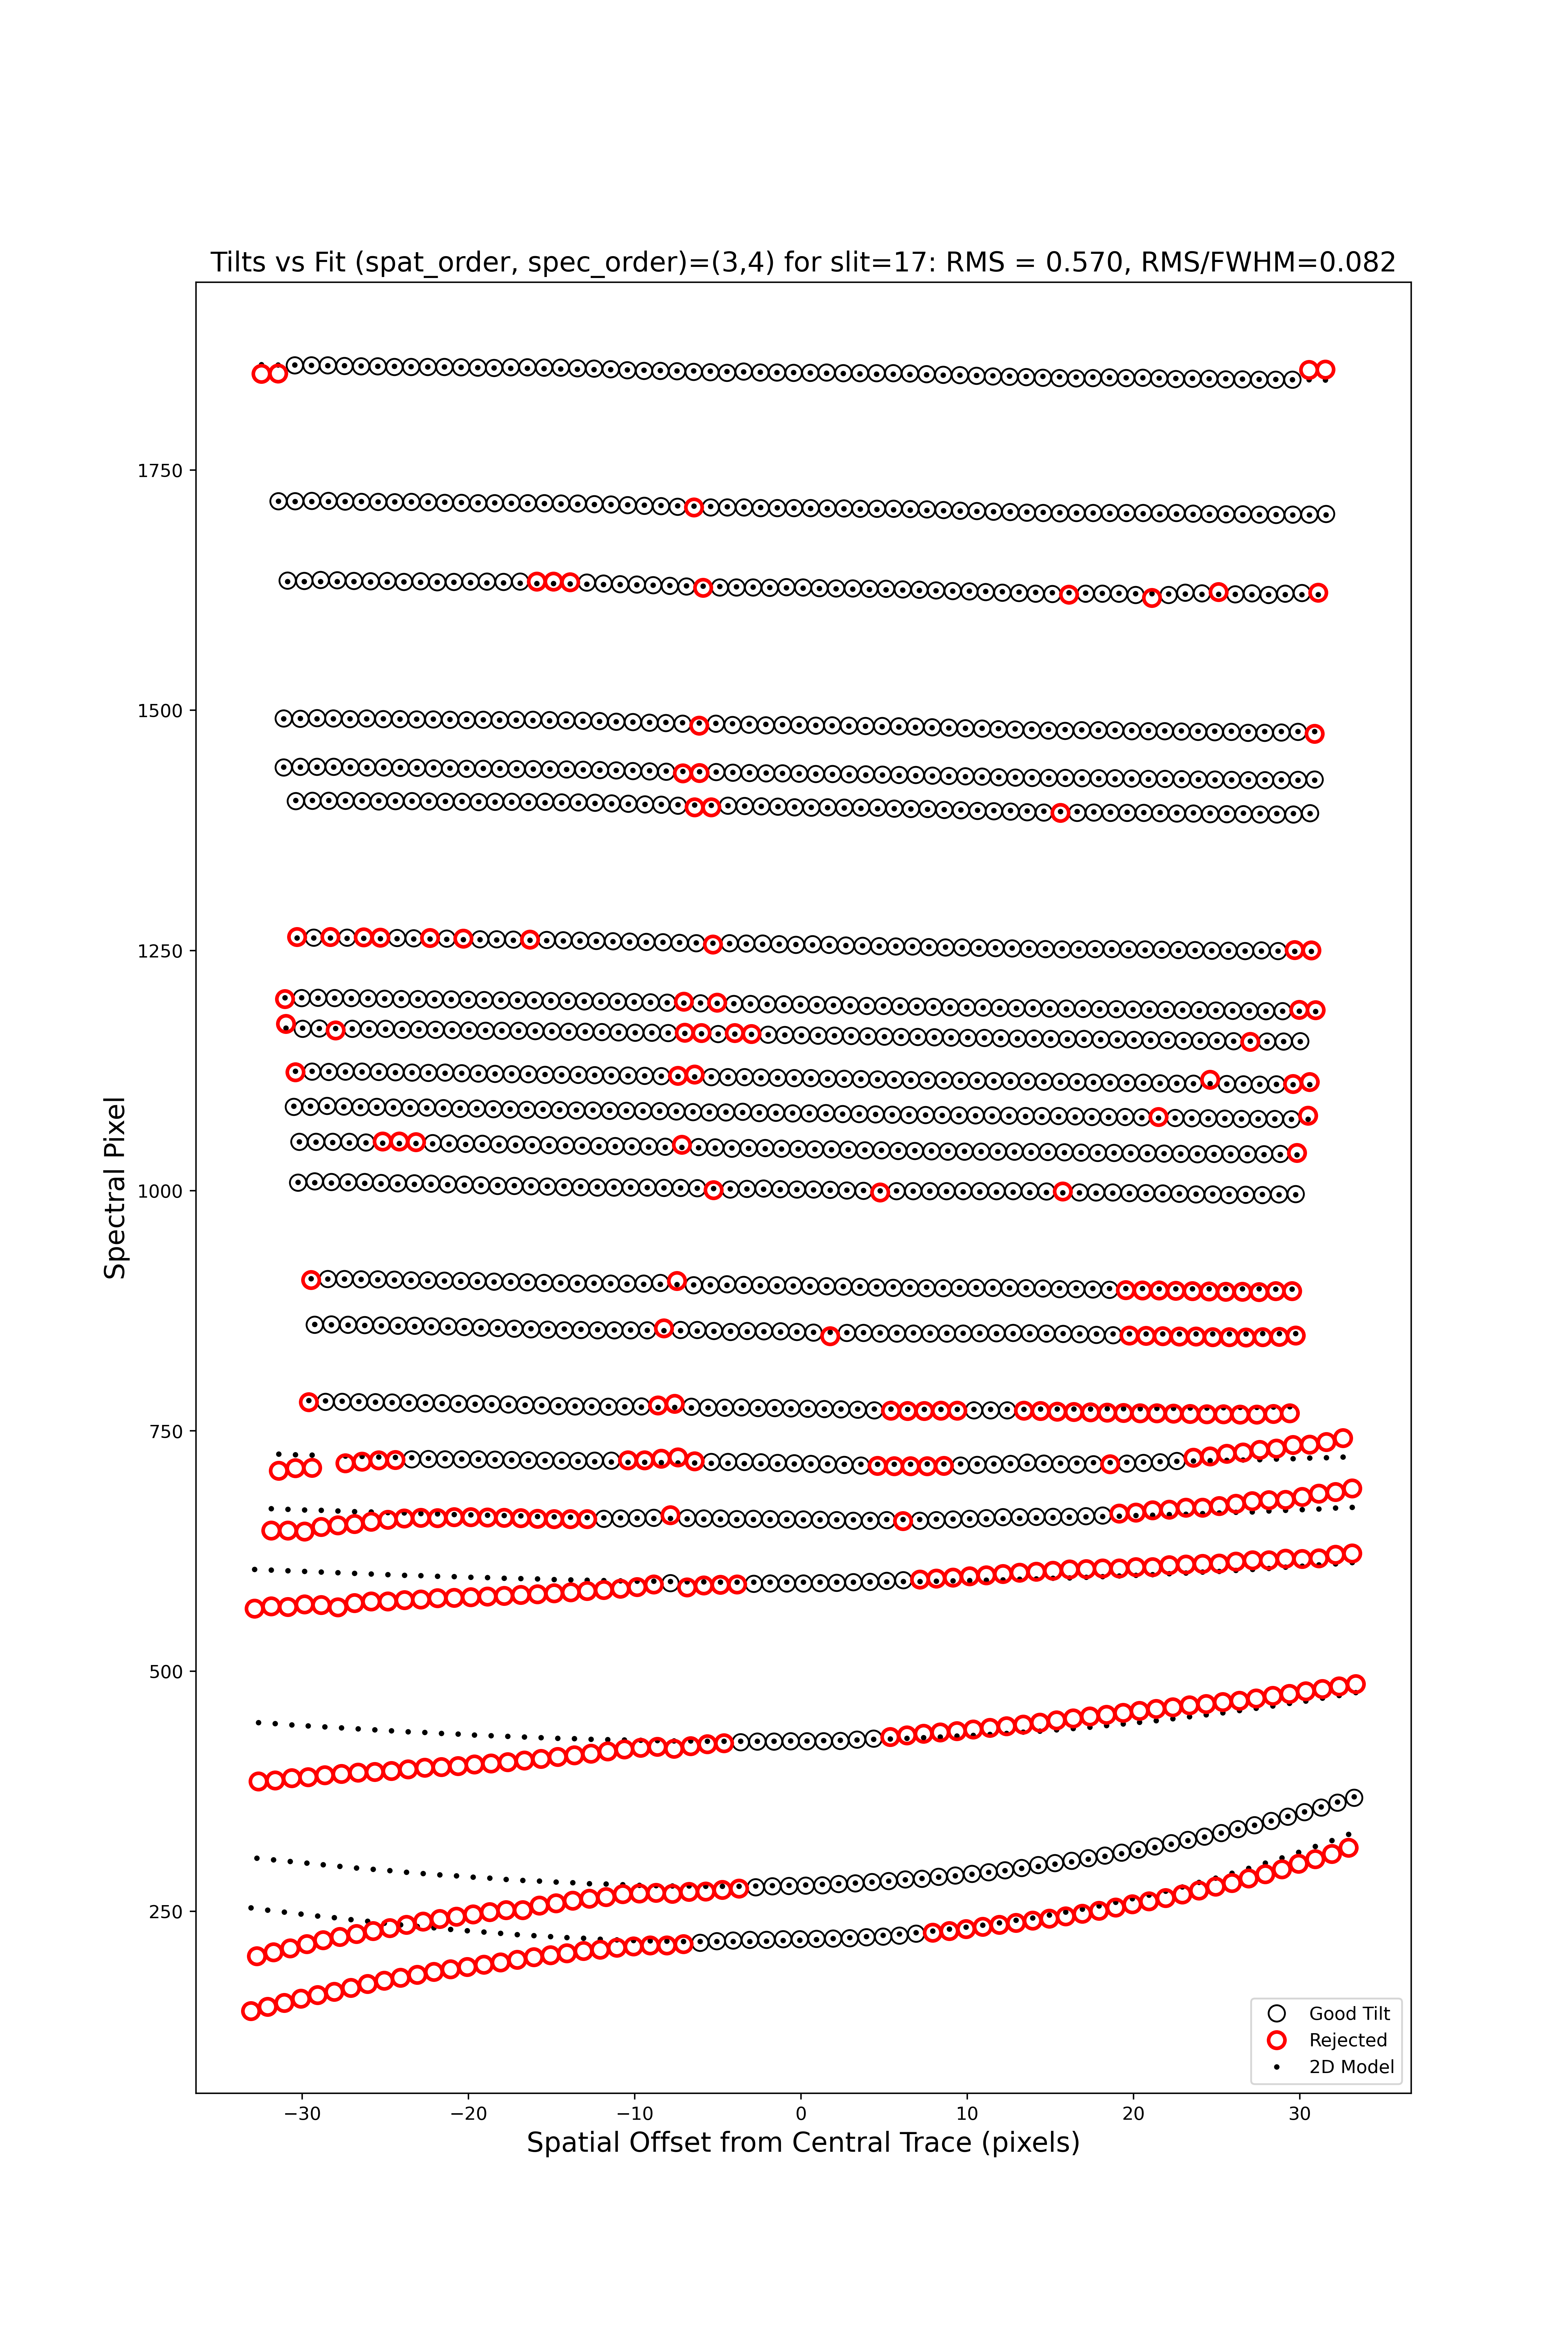 Tilts vs Fit (spat_order, spec_order)=(3,4) for slit=17: RMS = 0.570, RMS/FWHM=0.082
1750
1500
1250
1000
750
500
250
Spectral Pixel
Good Tilt
Rejected
2D Model
−30 −20 −10 0 10 20 30
Spatial Offset from Central Trace (pixels)